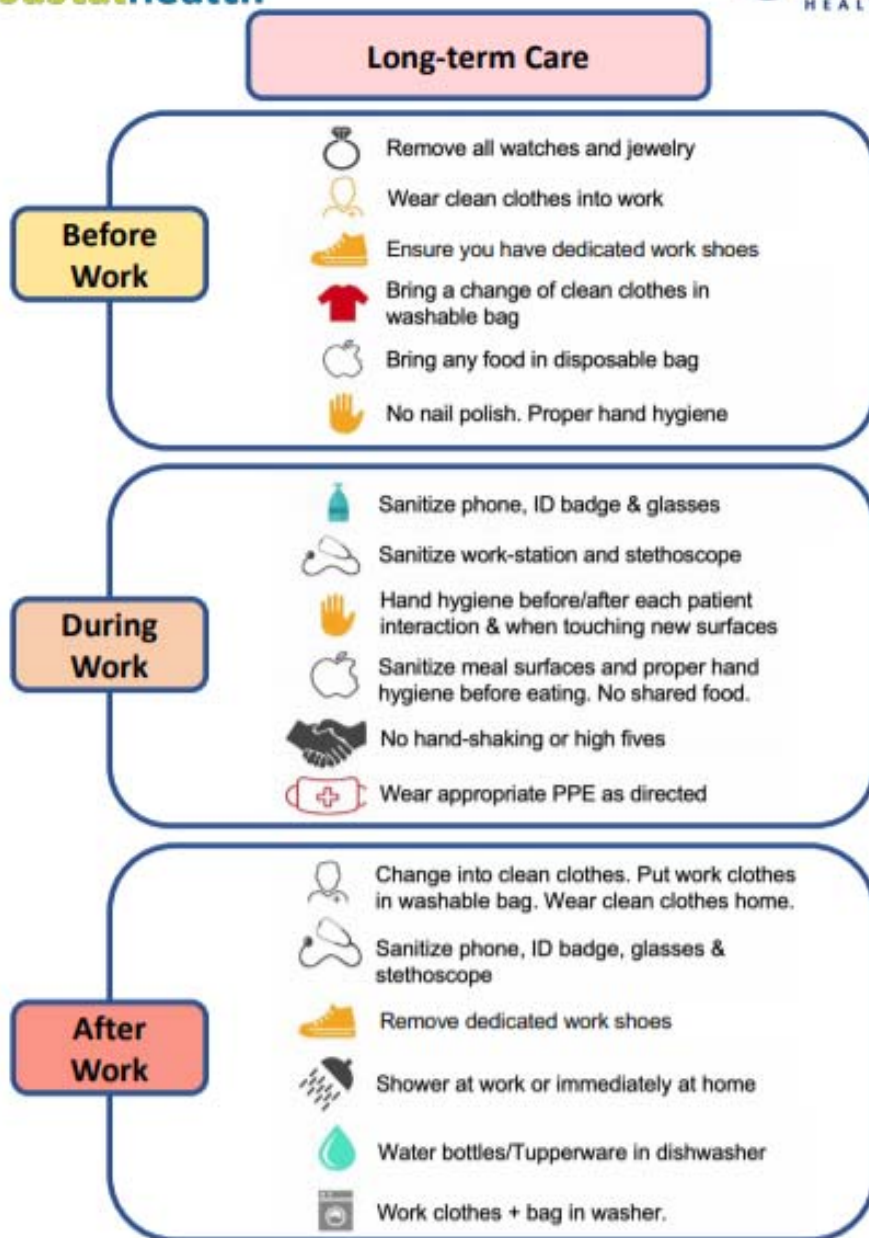 Long-term Care
Before
Work
Remove all watches and jewelry
Wear clean clothes into work
Ensure you have dedicated work shoes
Bring a change of clean clothes in
washable bag
Bring any food in disposable bag
No nail polish. Proper hand hygiene
During
Work
Sanitize phone, ID badge & glasses
Sanitize work-station and stethoscope
Hand hygiene before/after each patient
interaction & when touching new surfaces
Sanitize meal surfaces and proper hand
hygiene before eating. No shared food.
No hand-shaking or high fives
Wear appropriate PPE as directed
After
Work
Change into clean clothes. Put work clothes
in washable bag. Wear clean clothes home.
Sanitize phone, ID badge, glasses &
stethoscope
Remove dedicated work shoes
Shower at work or immediately at home
Water bottles/Tupperware in dishwasher
Work clothes + bag in washer.